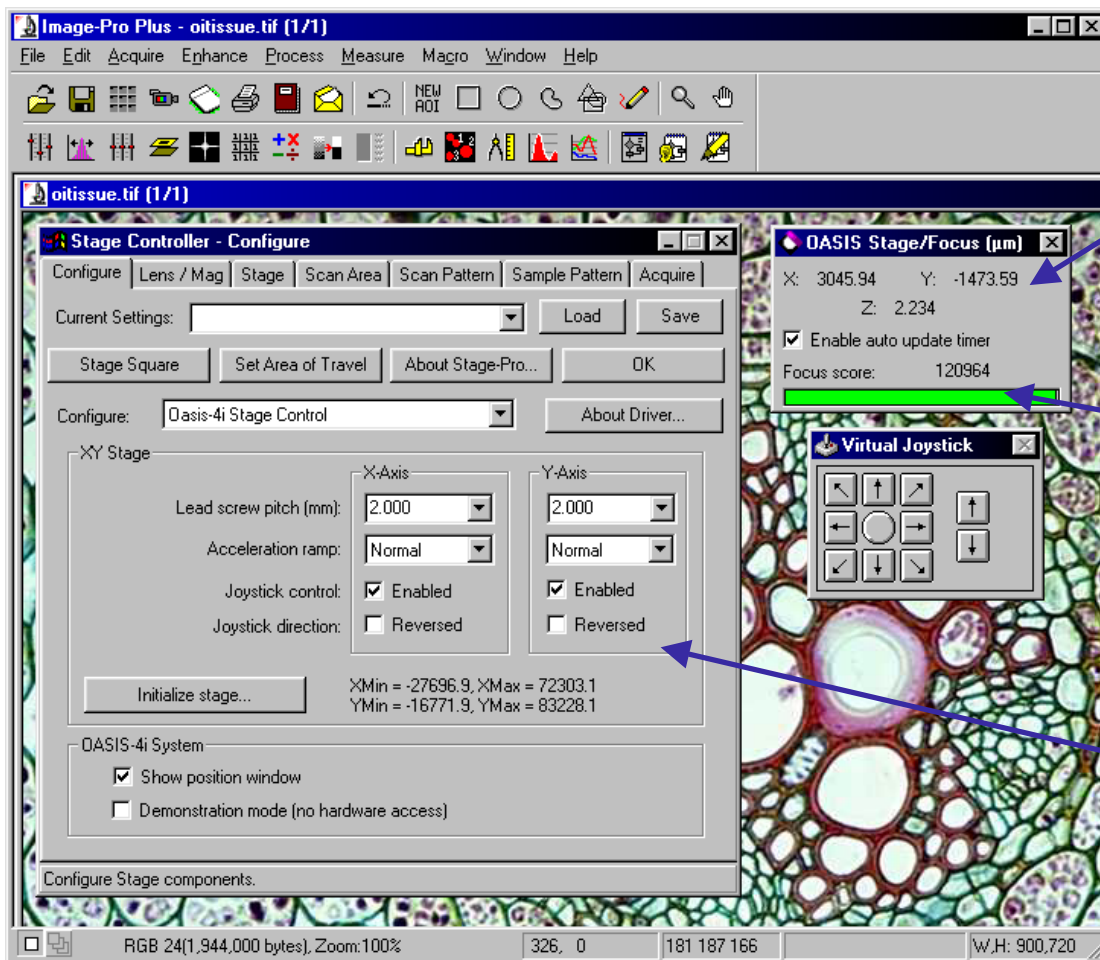 Image-Pro Plus - oitissue.tif (1/1)
File Edit Acquire Enhance Process Measure Macro Window Help
NEW
AOI
oitissue.tif (1/1)
Stage Controller - Configure
Configure Lens / Mag Stage Scan Area Scan Pattern Sample Pattern Acquire
Current Settings: Load Save
Stage Square Set Area of Travel About Stage-Pro... OK
Configure: Oasis-4i Stage Control About Driver...
XY Stage
X-Axis Y-Axis
Lead screw pitch (mm): 2.000 2.000
Acceleration ramp: Normal Normal
Joystick control: Enabled Enabled
Joystick direction: Reversed Reversed
Initialize stage... XMin = -27696.9, XMax = 72303.1
YMin = -16771.9, YMax = 83228.1
OASIS-4i System
Show position window
Demonstration mode (no hardware access)
Configure Stage components.
OASIS Stage/Focus (µm)
X: 3045.94 Y: -1473.59
Z: 2.234
Enable auto update timer
Focus score: 120964
Virtual Joystick
RGB 24(1,944,000 bytes), Zoom:100% 326, 0 181 187 166 W,H: 900,720